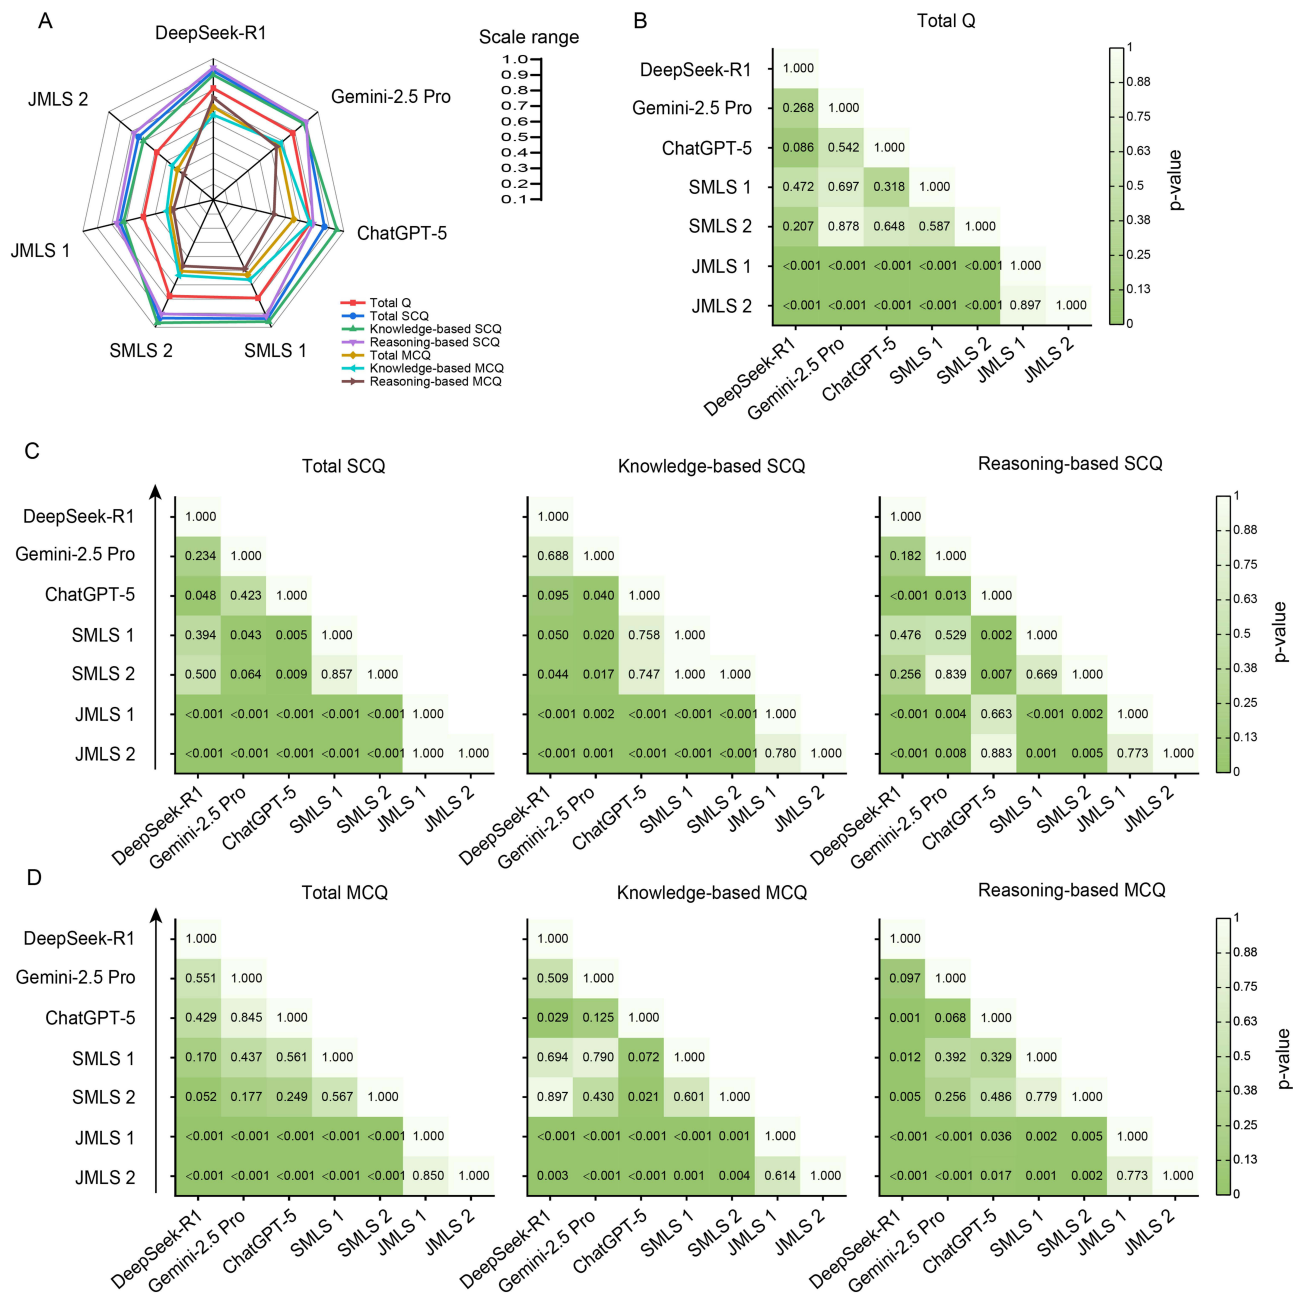 A
DeepSeek-R1
JMLS 2
Gemini-2.5 Pro
JMLS 1
ChatGPT-5
SMLS 2
SMLS 1
Scale range
1.0
0.9
0.8
0.7
0.6
0.5
0.4
0.3
0.2
0.1
Total Q
Total SCQ
Knowledge-based SCQ
Reasoning-based SCQ
Total MCQ
Knowledge-based MCQ
Reasoning-based MCQ
B
Total Q
DeepSeek-R1 1.000
Gemini-2.5 Pro 0.268 1.000
ChatGPT-5 0.086 0.542 1.000
SMLS 1 0.472 0.697 0.318 1.000
SMLS 2 0.207 0.878 0.648 0.587 1.000
JMLS 1 <0.001 <0.001 <0.001 <0.001 <0.001 1.000
JMLS 2 <0.001 <0.001 <0.001 <0.001 <0.001 0.897 1.000
DeepSeek-R1 Gemini-2.5 Pro ChatGPT-5 SMLS 1 SMLS 2 JMLS 1 JMLS 2
1
0.88
0.75
0.63
0.5
0.38
0.25
0.13
0
p-value
C
Total SCQ Knowledge-based SCQ Reasoning-based SCQ
DeepSeek-R1 1.000 1.000 1.000
Gemini-2.5 Pro 0.234 1.000 0.688 1.000 0.182 1.000
ChatGPT-5 0.048 0.423 1.000 0.095 0.040 1.000 <0.001 0.013 1.000
SMLS 1 0.394 0.043 0.005 1.000 0.050 0.020 0.758 1.000 0.476 0.529 0.002 1.000
SMLS 2 0.500 0.064 0.009 0.857 1.000 0.044 0.017 0.747 1.000 1.000 0.256 0.839 0.007 0.669 1.000
JMLS 1 <0.001 <0.001 <0.001 <0.001 <0.001 1.000 <0.001 0.002 <0.001 <0.001 <0.001 1.000 <0.001 0.004 0.663 <0.001 0.002 1.000
JMLS 2 <0.001 <0.001 <0.001 <0.001 <0.001 1.000 1.000 <0.001 0.001 <0.001 <0.001 <0.001 0.780 1.000 <0.001 0.008 0.883 0.001 0.005 0.773 1.000
DeepSeek-R1 Gemini-2.5 Pro ChatGPT-5 SMLS 1 SMLS 2 JMLS 1 JMLS 2 DeepSeek-R1 Gemini-2.5 Pro ChatGPT-5 SMLS 1 SMLS 2 JMLS 1 JMLS 2 DeepSeek-R1 Gemini-2.5 Pro ChatGPT-5 SMLS 1 SMLS 2 JMLS 1 JMLS 2
1
0.88
0.75
0.63
0.5
0.38
0.25
0.13
0
p-value
D
Total MCQ Knowledge-based MCQ Reasoning-based MCQ
DeepSeek-R1 1.000 1.000 1.000
Gemini-2.5 Pro 0.551 1.000 0.509 1.000 0.097 1.000
ChatGPT-5 0.429 0.845 1.000 0.029 0.125 1.000 0.001 0.068 1.000
SMLS 1 0.170 0.437 0.561 1.000 0.694 0.790 0.072 1.000 0.012 0.392 0.329 1.000
SMLS 2 0.052 0.177 0.249 0.567 1.000 0.897 0.430 0.021 0.601 1.000 0.005 0.256 0.486 0.779 1.000
JMLS 1 <0.001 <0.001 <0.001 <0.001 <0.001 1.000 <0.001 <0.001 <0.001 <0.001 0.001 1.000 <0.001 <0.001 0.036 0.002 0.005 1.000
JMLS 2 <0.001 <0.001 <0.001 <0.001 <0.001 0.850 1.000 0.003 <0.001 <0.001 0.001 0.004 0.614 1.000 <0.001 <0.001 0.017 0.001 0.002 0.773 1.000
DeepSeek-R1 Gemini-2.5 Pro ChatGPT-5 SMLS 1 SMLS 2 JMLS 1 JMLS 2 DeepSeek-R1 Gemini-2.5 Pro ChatGPT-5 SMLS 1 SMLS 2 JMLS 1 JMLS 2 DeepSeek-R1 Gemini-2.5 Pro ChatGPT-5 SMLS 1 SMLS 2 JMLS 1 JMLS 2
1
0.88
0.75
0.63
0.5
0.38
0.25
0.13
0
p-value